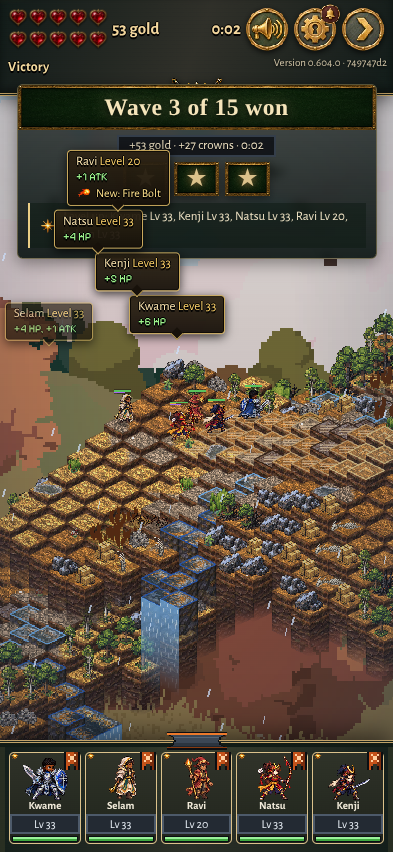 53 gold
0:02
Version 0.604.0 · 749747d2
Victory
Wave 3 of 15 won
+53 gold · +27 crowns · 0:02
Ravi Level 20
+1 ATK
New: Fire Bolt
Lv 33, Kenji Lv 33, Natsu Lv 33, Ravi Lv 20,
Natsu Level 33
+4 HP
Kenji Level 33
+8 HP
Kwame Level 33
+6 HP
Selam Level 33
+4 HP, +1 ATK
Kwame
Selam
Ravi
Natsu
Kenji
Lv 33
Lv 33
Lv 20
Lv 33
Lv 33